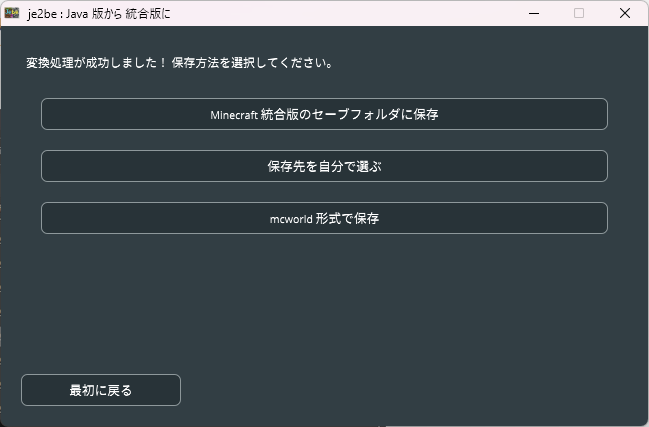 je2be : Java 版から 統合版に
変換処理が成功しました！ 保存方法を選択してください。
Minecraft 統合版のセーブフォルダに保存
保存先を自分で選ぶ
mcworld 形式で保存
最初に戻る